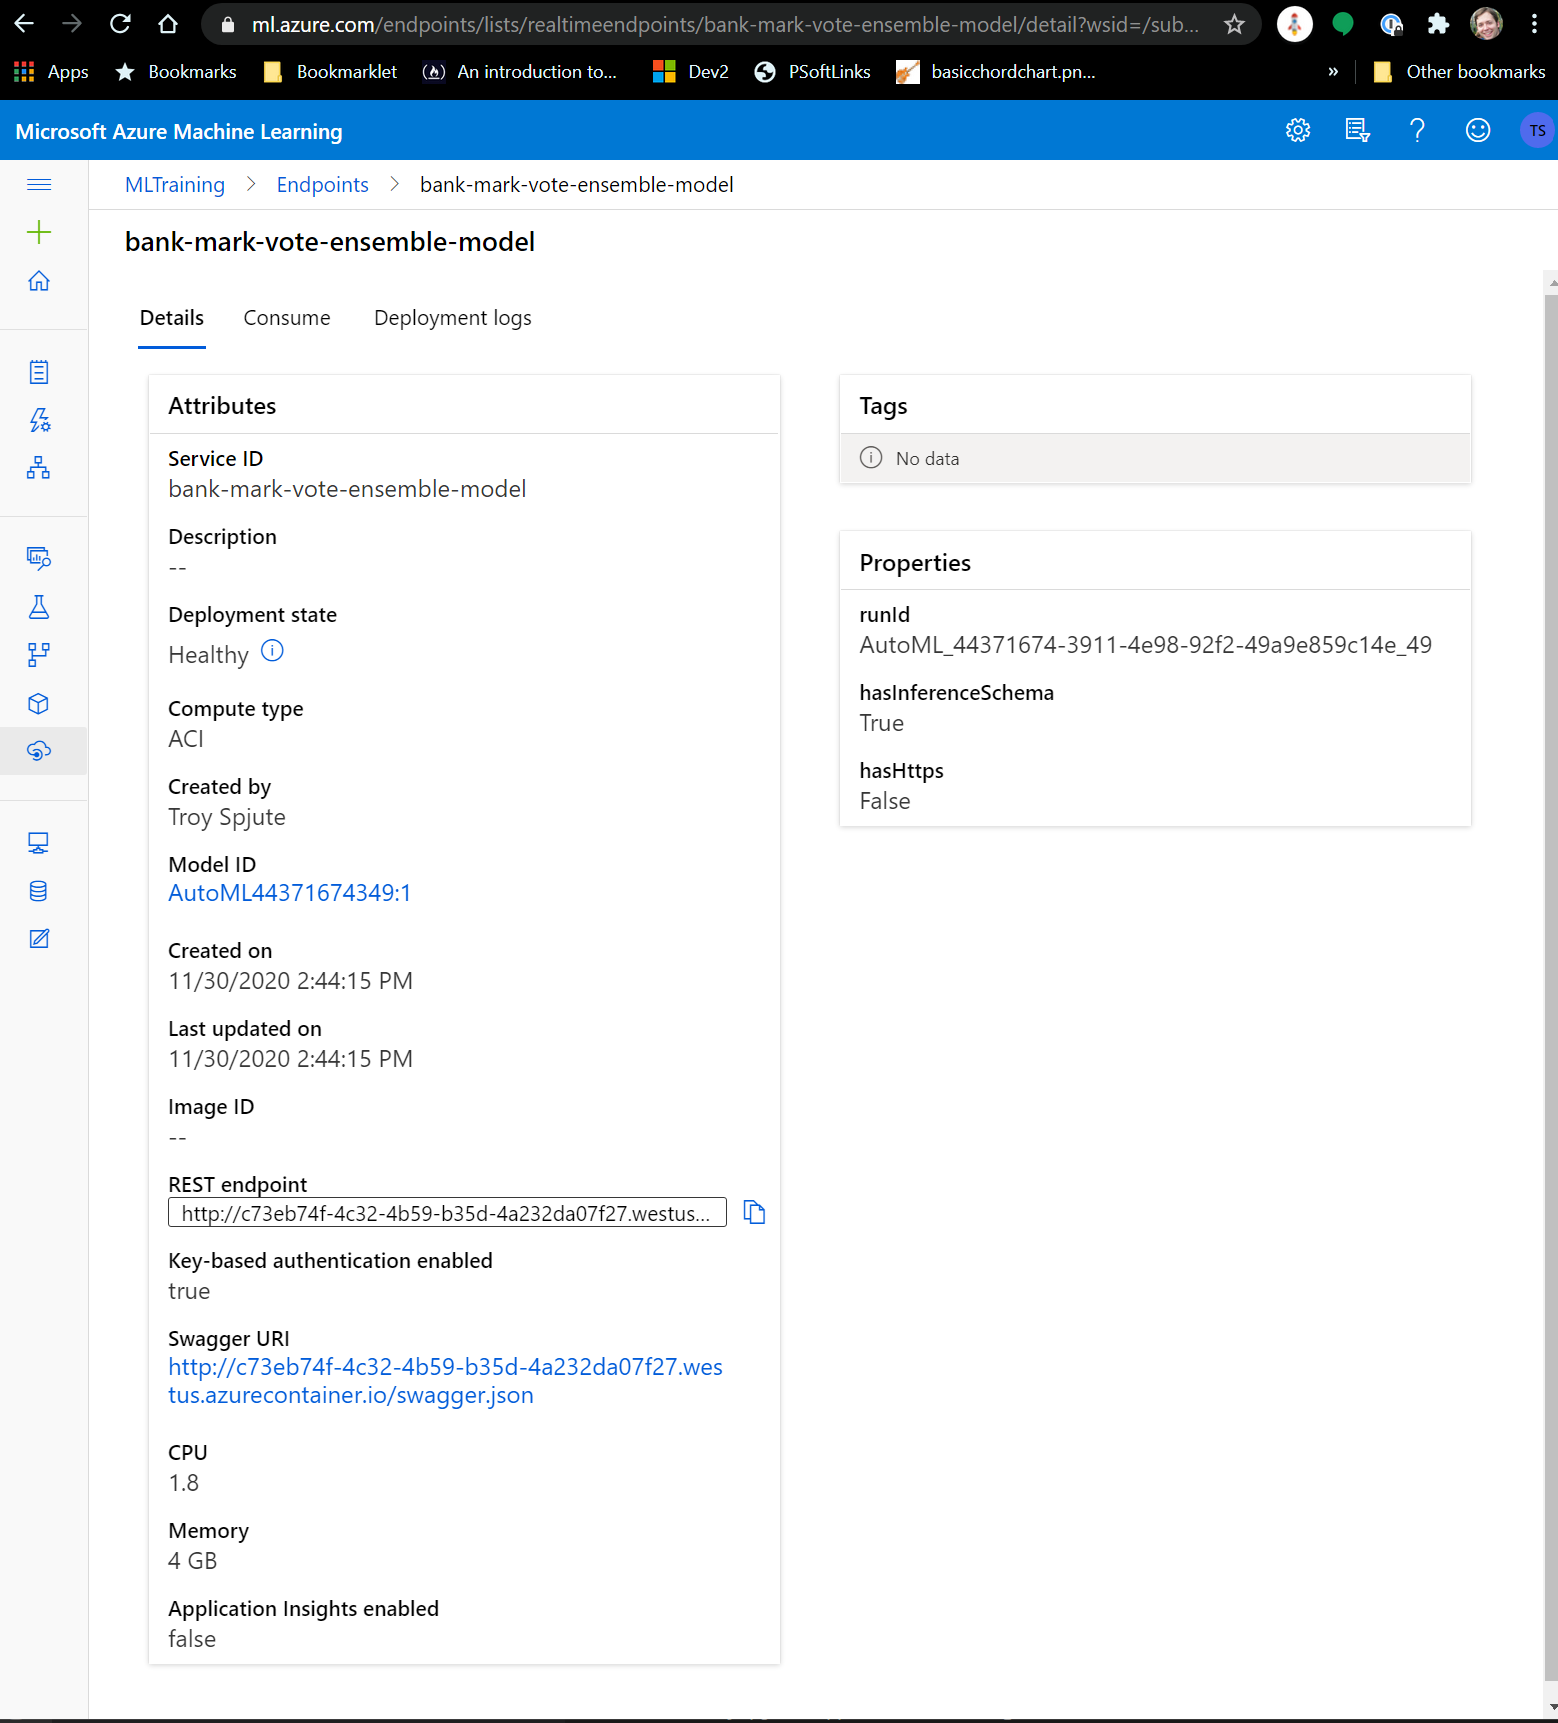 ml.azure.com/endpoints/lists/realtimeendpoints/bank-mark-vote-ensemble-model/detail?wsid=/sub...
Apps Bookmarks Bookmarklet An introduction to... Dev2 PSoftLinks basicchordchart.pn... » Other bookmarks
Microsoft Azure Machine Learning
TS
MLTraining > Endpoints > bank-mark-vote-ensemble-model
bank-mark-vote-ensemble-model
Details Consume Deployment logs
Attributes
Service ID
bank-mark-vote-ensemble-model
Description
--
Deployment state
Healthy
Compute type
ACI
Created by
Troy Spjute
Model ID
AutoML44371674349:1
Created on
11/30/2020 2:44:15 PM
Last updated on
11/30/2020 2:44:15 PM
Image ID
--
REST endpoint
http://c73eb74f-4c32-4b59-b35d-4a232da07f27.westus...
Key-based authentication enabled
true
Swagger URI
http://c73eb74f-4c32-4b59-b35d-4a232da07f27.wes
tus.azurecontainer.io/swagger.json
CPU
1.8
Memory
4 GB
Application Insights enabled
false
Tags
No data
Properties
runId
AutoML_44371674-3911-4e98-92f2-49a9e859c14e_49
hasInferenceSchema
True
hasHttps
False